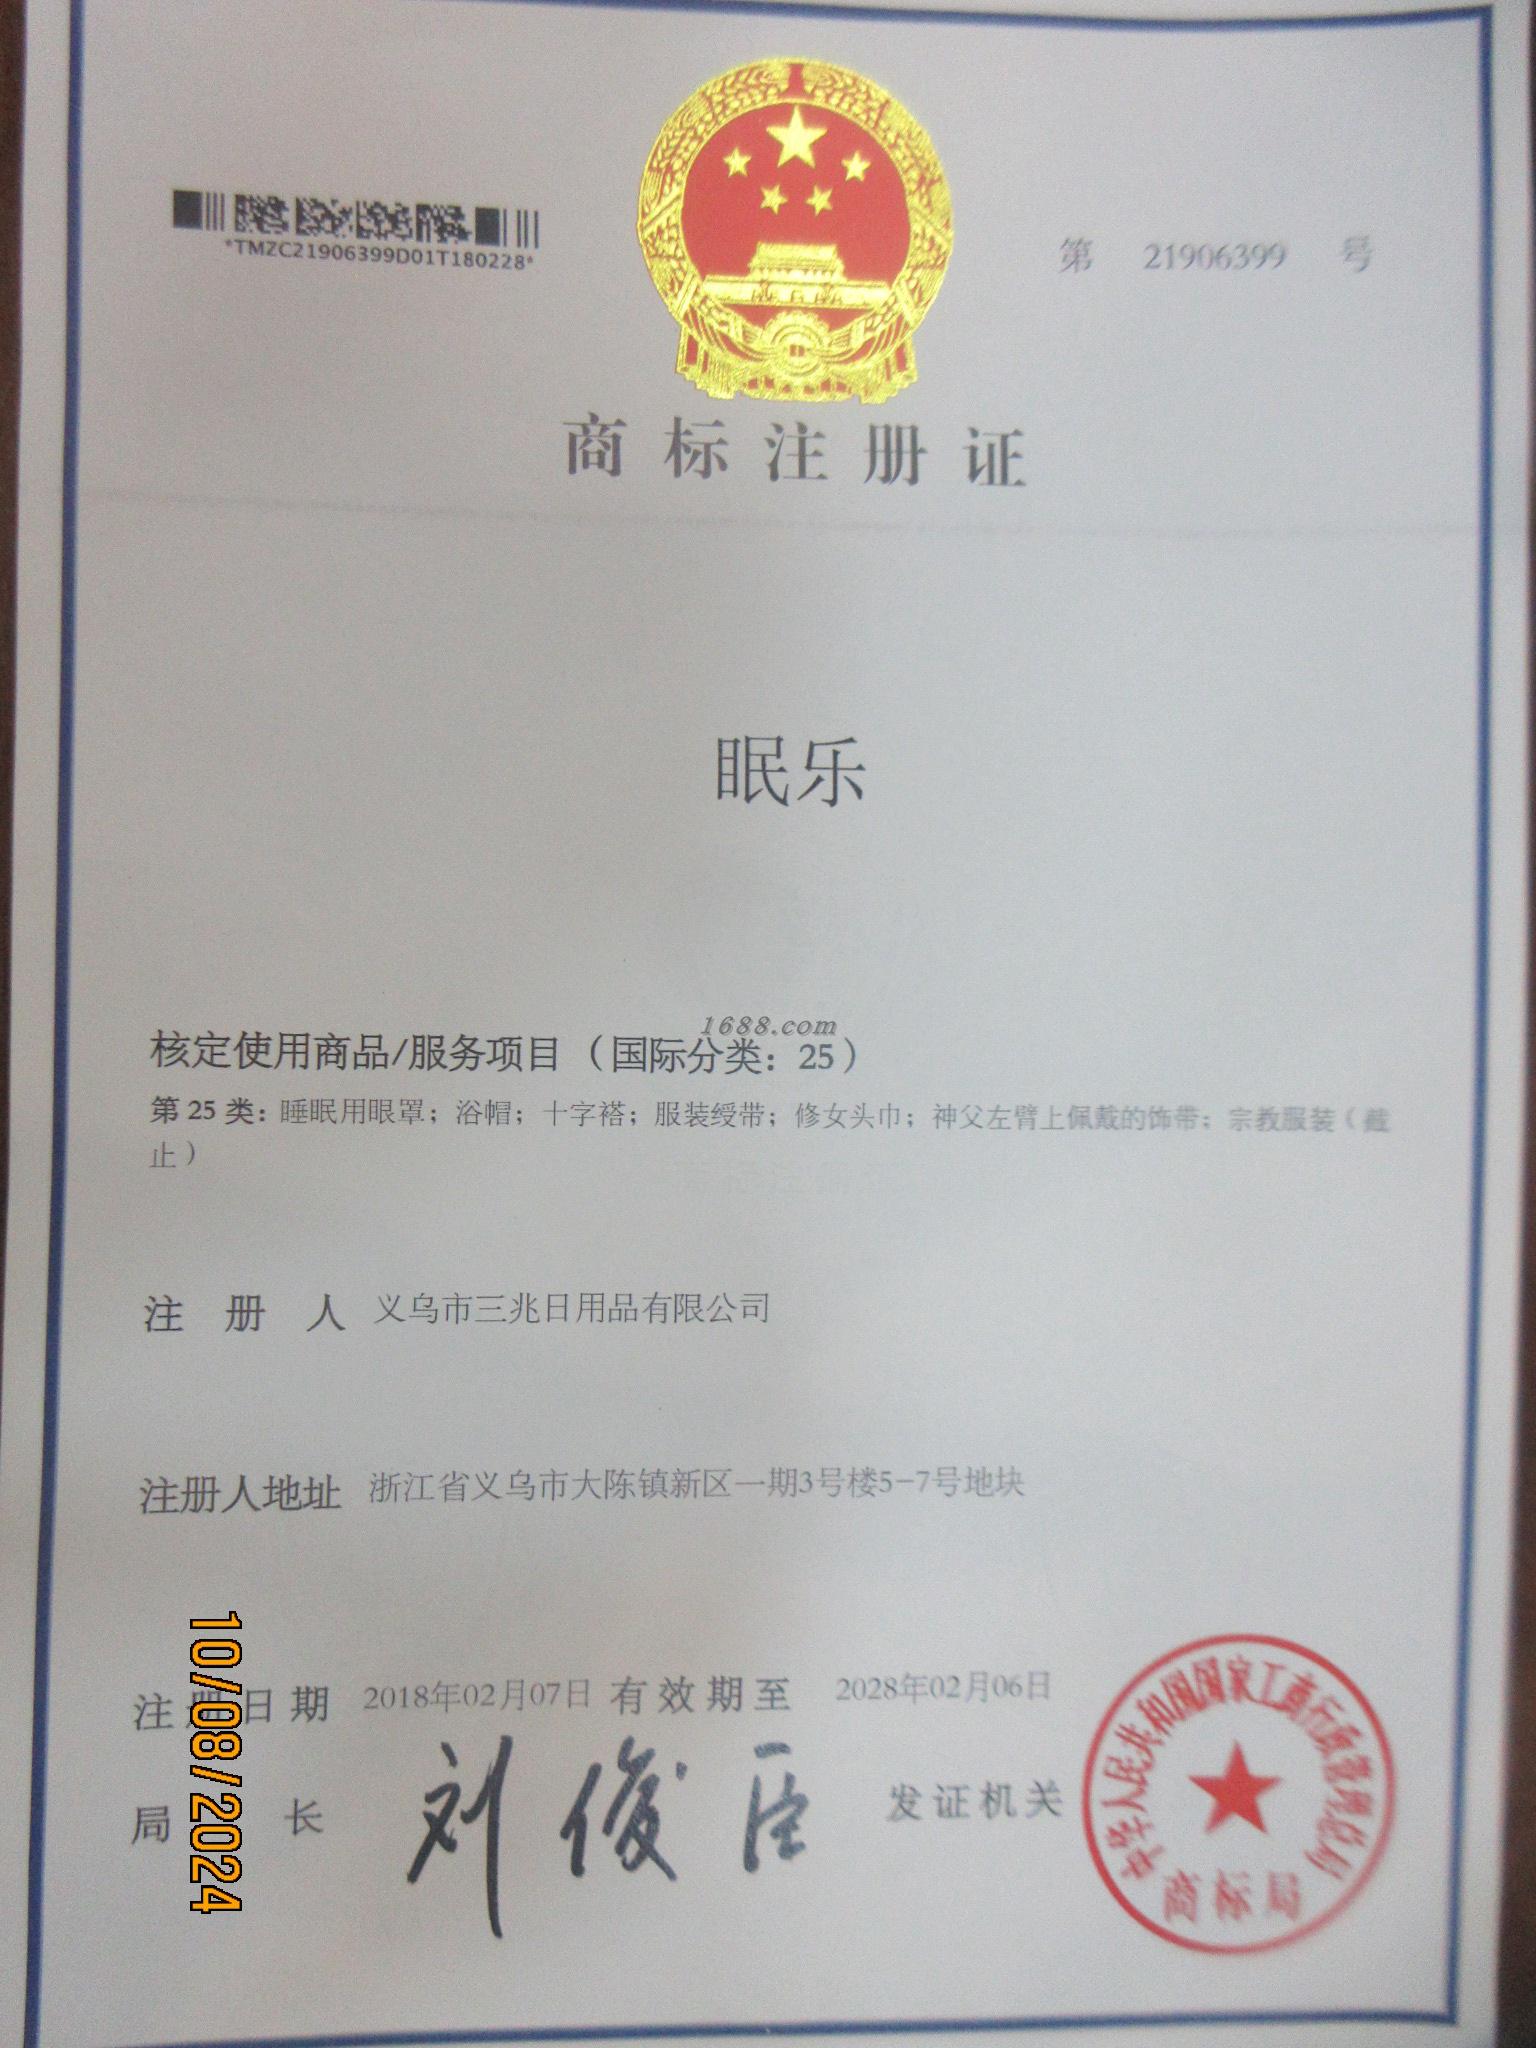 *TMZC21906399D01T180228*
第 21906399 号
商标注册证
眠乐
1688.com
核定使用商品/服务项目（国际分类：25）
第25类：睡眠用眼罩；浴帽；十字褡；服装绶带；修女头巾；神父左臂上佩戴的饰带；宗教服装（截
止）
注册人 义乌市三兆日用品有限公司
注册人地址 浙江省义乌市大陈镇新区一期3号楼5-7号地块
注册日期 2018年02月07日 有效期至 2028年02月06日
局长 刘俊臣 发证机关
中华人民共和国国家工商行政管理总局
商标局
10/08/2024